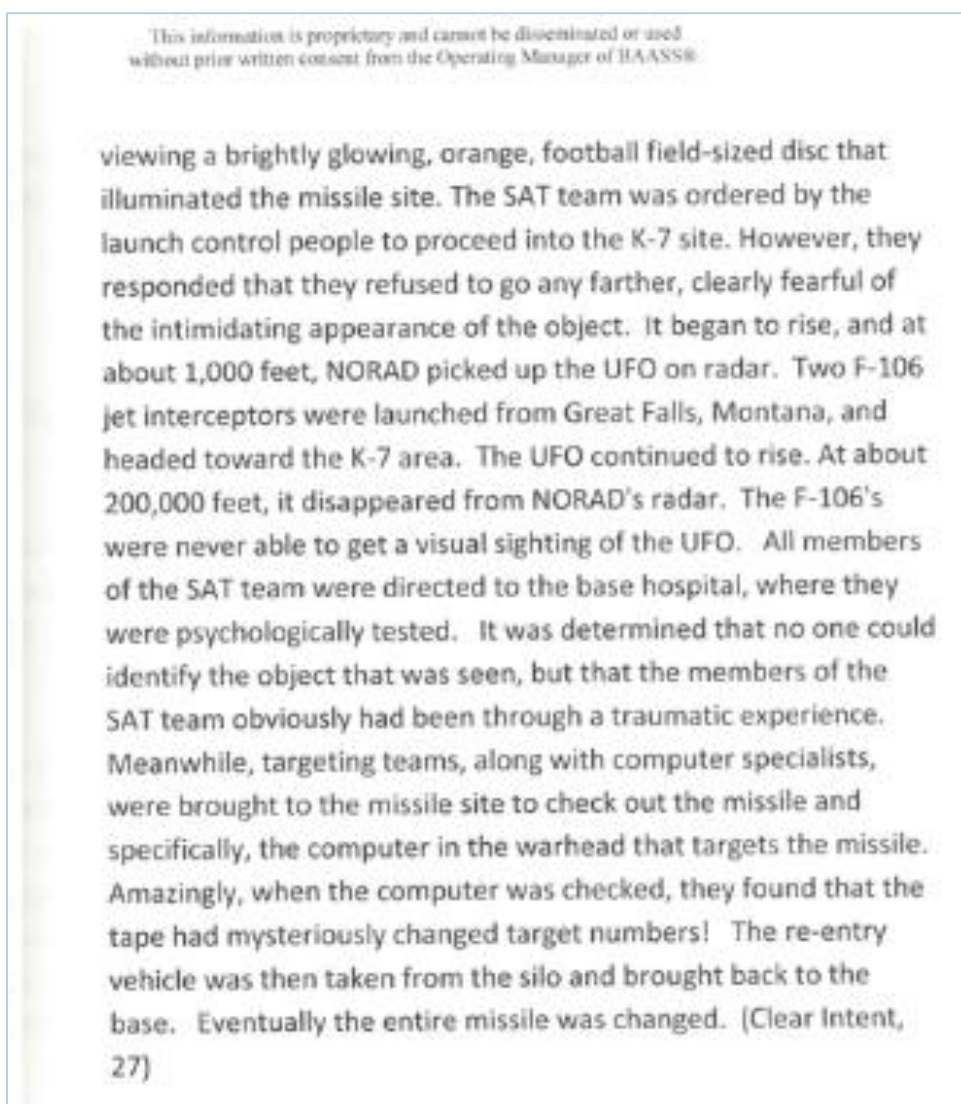 This information is proprietary and cannot be disseminated or used
without prior written consent from the Operating Manager of BAASS®
viewing a brightly glowing, orange, football field-sized disc that
illuminated the missile site. The SAT team was ordered by the
launch control people to proceed into the K-7 site. However, they
responded that they refused to go any farther, clearly fearful of
the intimidating appearance of the object.  It began to rise, and at
about 1,000 feet, NORAD picked up the UFO on radar.  Two F-106
jet interceptors were launched from Great Falls, Montana, and
headed toward the K-7 area.  The UFO continued to rise. At about
200,000 feet, it disappeared from NORAD's radar.  The F-106's
were never able to get a visual sighting of the UFO.   All members
of the SAT team were directed to the base hospital, where they
were psychologically tested.   It was determined that no one could
identify the object that was seen, but that the members of the
SAT team obviously had been through a traumatic experience.
Meanwhile, targeting teams, along with computer specialists,
were brought to the missile site to check out the missile and
specifically, the computer in the warhead that targets the missile.
Amazingly, when the computer was checked, they found that the
tape had mysteriously changed target numbers!   The re-entry
vehicle was then taken from the silo and brought back to the
base.   Eventually the entire missile was changed.  (Clear Intent,
27)